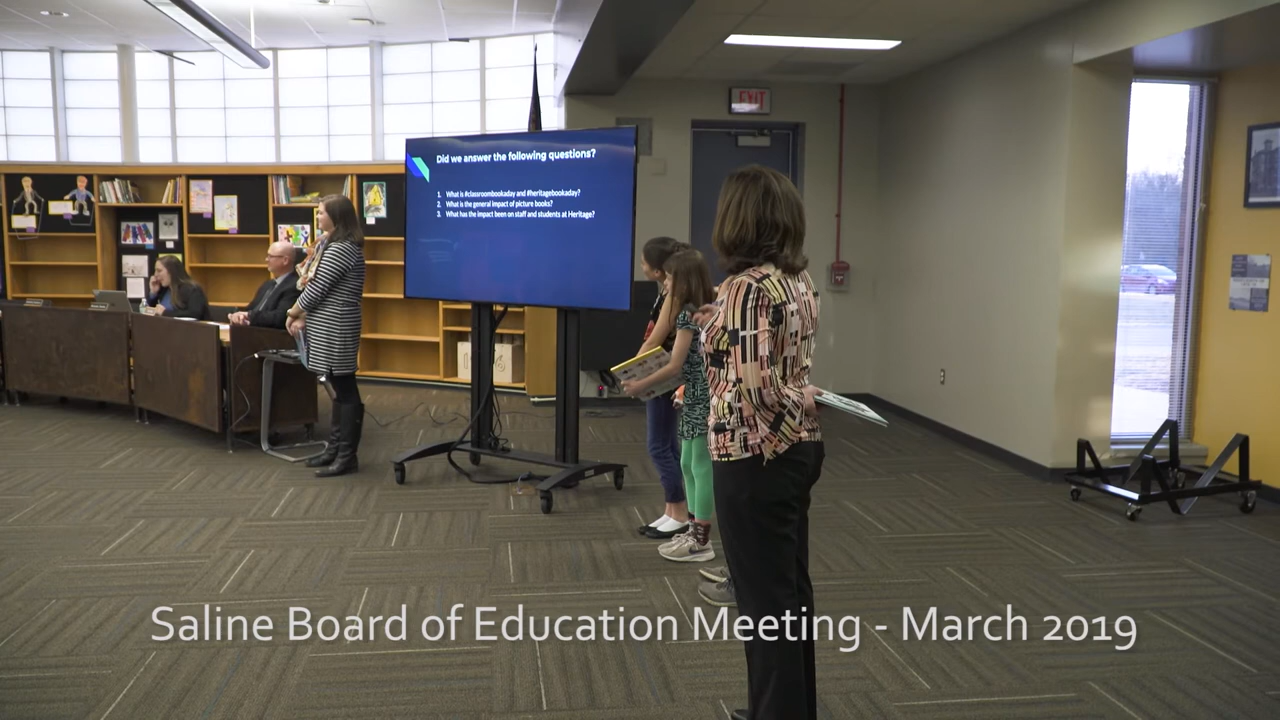 EXIT
Did we answer the following questions?
1. What is #classroombookaday and #heritagebookaday?
2. What is the general impact of picture books?
3. What has the impact been on staff and students at Heritage?
Saline Board of Education Meeting - March 2019